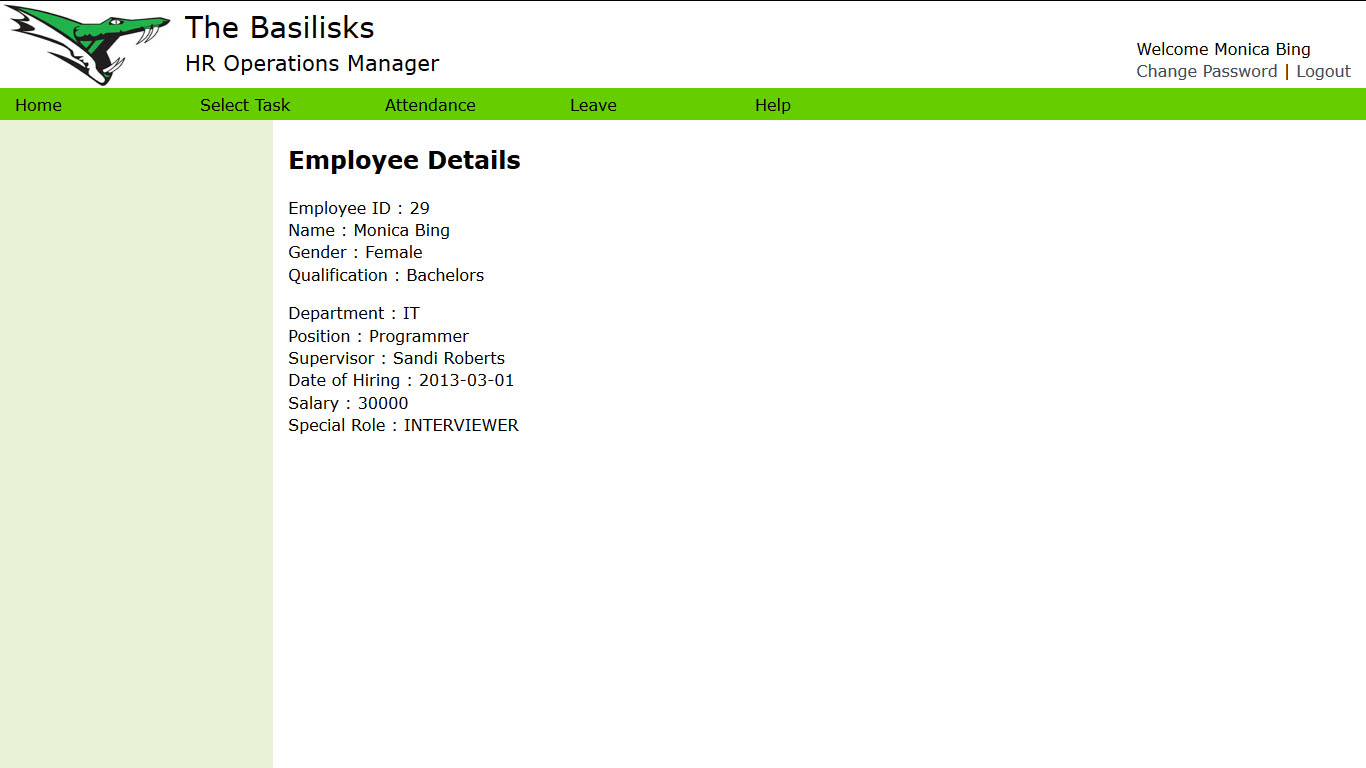 The Basilisks
HR Operations Manager
Welcome Monica Bing
Change Password | Logout
Home Select Task Attendance Leave Help
Employee Details
Employee ID : 29
Name : Monica Bing
Gender : Female
Qualification : Bachelors
Department : IT
Position : Programmer
Supervisor : Sandi Roberts
Date of Hiring : 2013-03-01
Salary : 30000
Special Role : INTERVIEWER